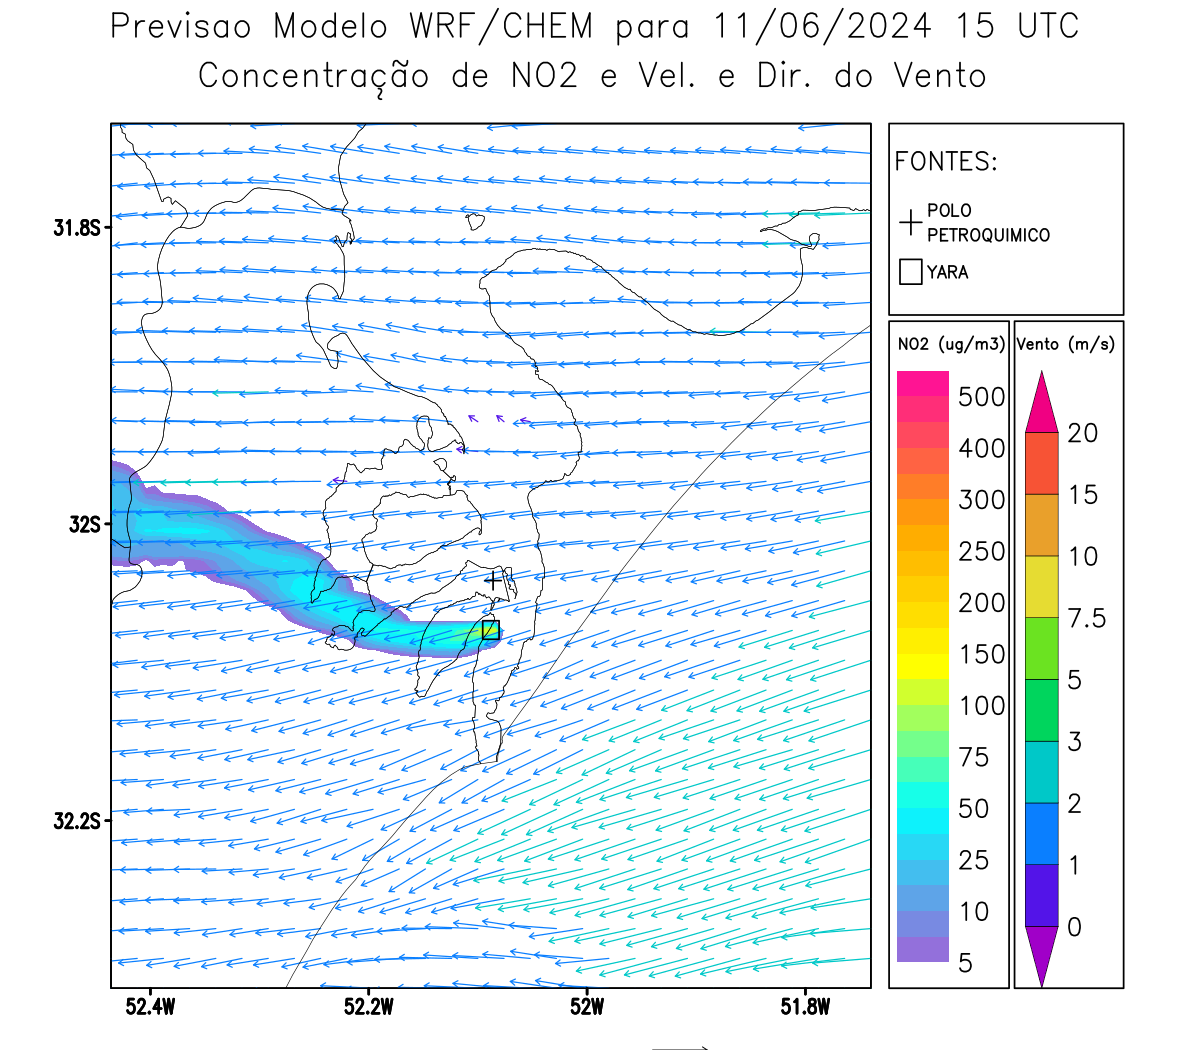 Previsao Modelo WRF/CHEM para 11/06/2024 15 UTC
Concentração de NO2 e Vel. e Dir. do Vento
FONTES:
POLO
PETROQUIMICO
YARA
NO2 (ug/m3)
500
400
300
250
200
150
100
75
50
25
10
5
Vento (m/s)
20
15
10
7.5
5
3
2
1
0
31.8S
32S
32.2S
52.4W
52.2W
52W
51.8W